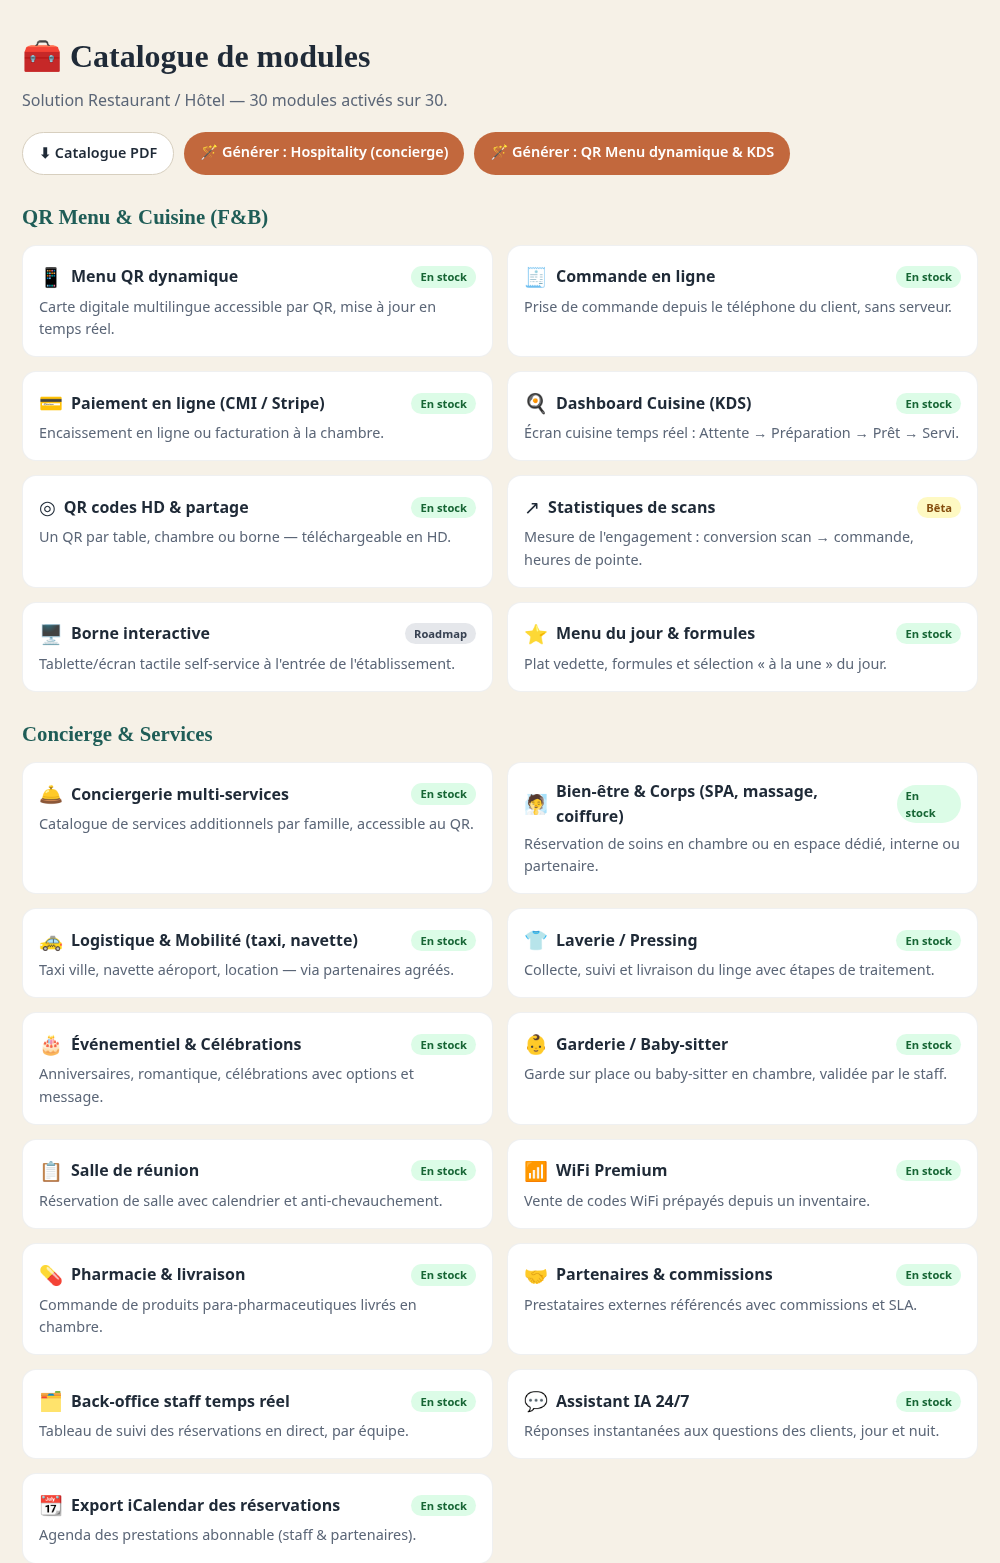 Catalogue de modules
Solution Restaurant / Hôtel — 30 modules activés sur 30.
⬇ Catalogue PDF
Générer : Hospitality (concierge)
Générer : QR Menu dynamique & KDS
QR Menu & Cuisine (F&B)
Menu QR dynamique
En stock
Carte digitale multilingue accessible par QR, mise à jour en
temps réel.
Commande en ligne
En stock
Prise de commande depuis le téléphone du client, sans serveur.
Paiement en ligne (CMI / Stripe)
En stock
Encaissement en ligne ou facturation à la chambre.
Dashboard Cuisine (KDS)
En stock
Écran cuisine temps réel : Attente → Préparation → Prêt → Servi.
◎ QR codes HD & partage
En stock
Un QR par table, chambre ou borne — téléchargeable en HD.
↗ Statistiques de scans
Bêta
Mesure de l'engagement : conversion scan → commande,
heures de pointe.
Borne interactive
Roadmap
Tablette/écran tactile self-service à l'entrée de l'établissement.
Menu du jour & formules
En stock
Plat vedette, formules et sélection « à la une » du jour.
Concierge & Services
Conciergerie multi-services
En stock
Catalogue de services additionnels par famille, accessible au QR.
Bien-être & Corps (SPA, massage,
coiffure)
En
stock
Réservation de soins en chambre ou en espace dédié, interne ou
partenaire.
Logistique & Mobilité (taxi, navette)
En stock
Taxi ville, navette aéroport, location — via partenaires agréés.
Laverie / Pressing
En stock
Collecte, suivi et livraison du linge avec étapes de traitement.
Événementiel & Célébrations
En stock
Anniversaires, romantique, célébrations avec options et
message.
Garderie / Baby-sitter
En stock
Garde sur place ou baby-sitter en chambre, validée par le staff.
Salle de réunion
En stock
Réservation de salle avec calendrier et anti-chevauchement.
WiFi Premium
En stock
Vente de codes WiFi prépayés depuis un inventaire.
Pharmacie & livraison
En stock
Commande de produits para-pharmaceutiques livrés en
chambre.
Partenaires & commissions
En stock
Prestataires externes référencés avec commissions et SLA.
Back-office staff temps réel
En stock
Tableau de suivi des réservations en direct, par équipe.
Assistant IA 24/7
En stock
Réponses instantanées aux questions des clients, jour et nuit.
Export iCalendar des réservations
En stock
Agenda des prestations abonnable (staff & partenaires).